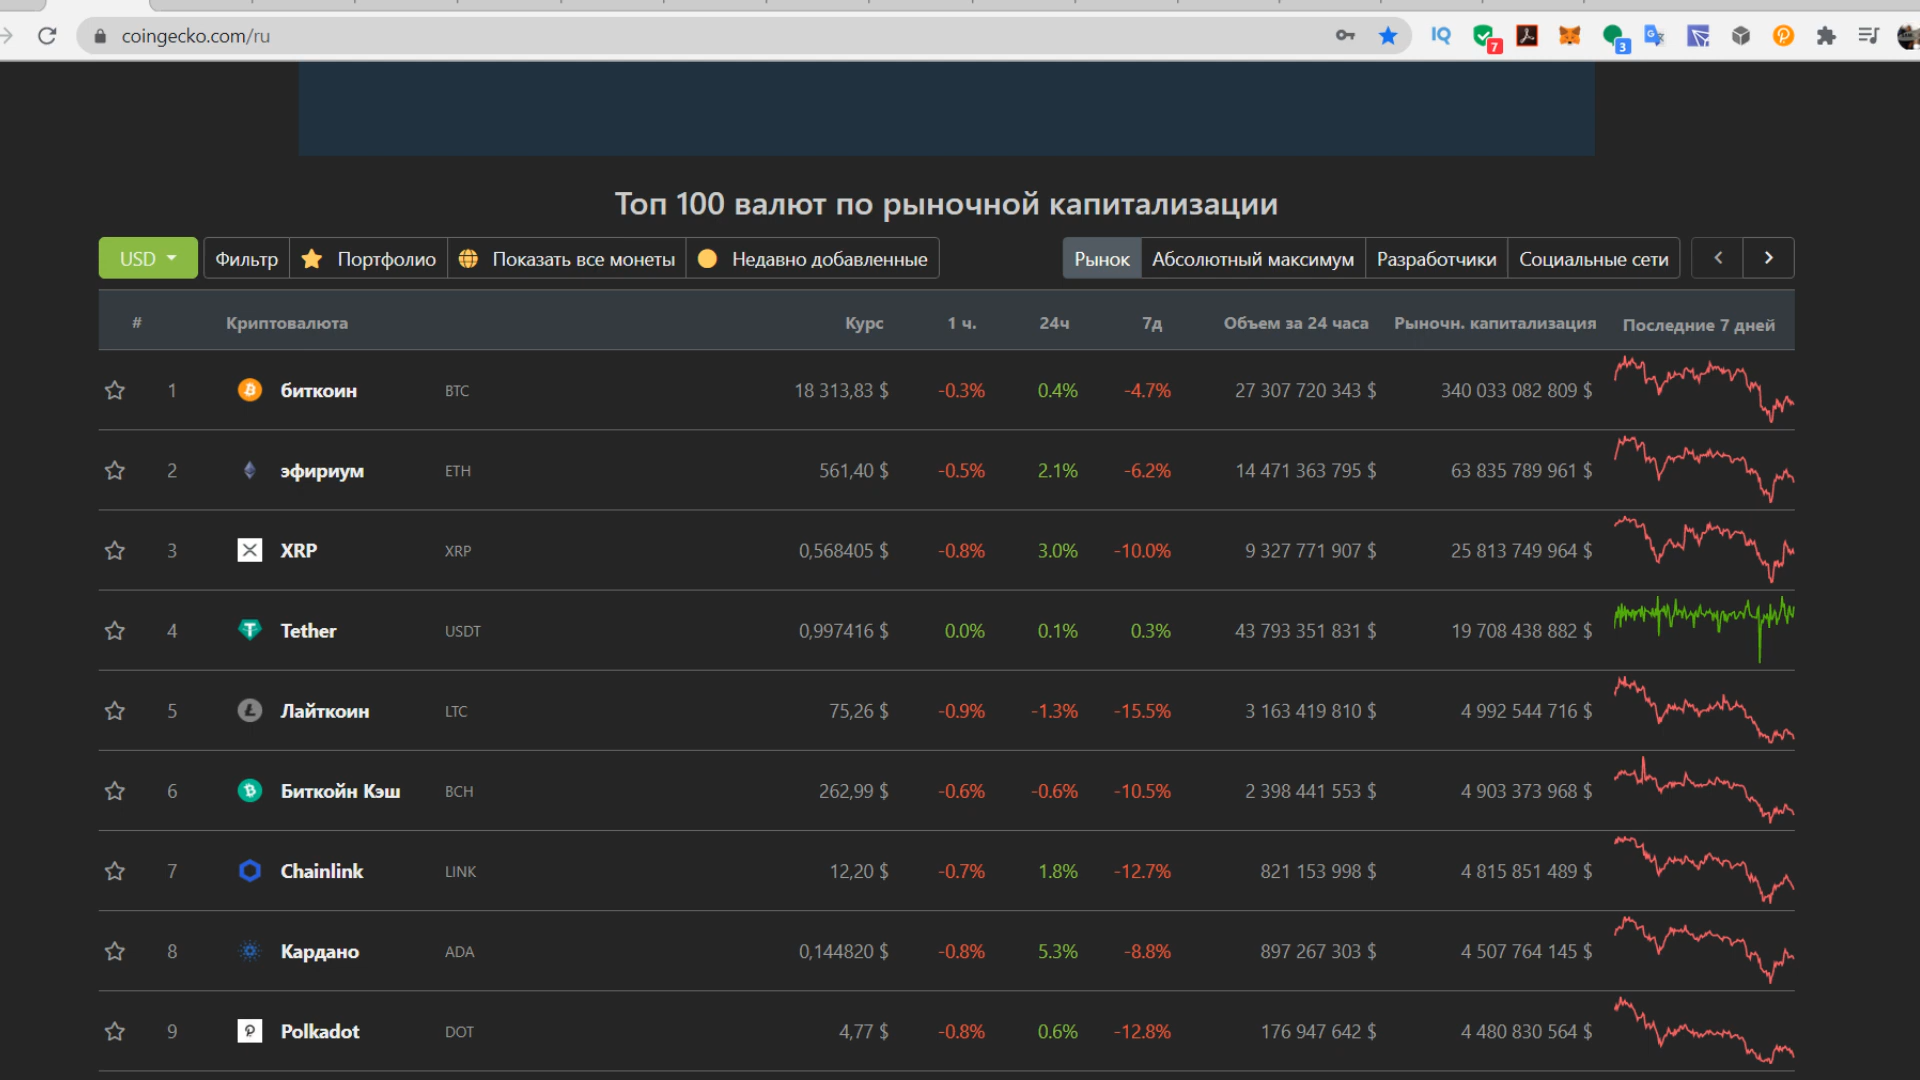 coingecko.com/ru
IQ
7
3
Топ 100 валют по рыночной капитализации
USD Фильтр Портфолио Показать все монеты Недавно добавленные Рынок Абсолютный максимум Разработчики Социальные сети
# Криптовалюта Курс 1 ч. 24ч 7д Объем за 24 часа Рыночн. капитализация Последние 7 дней
1 биткоин BTC 18 313,83 $ -0.3% 0.4% -4.7% 27 307 720 343 $ 340 033 082 809 $
2 эфириум ETH 561,40 $ -0.5% 2.1% -6.2% 14 471 363 795 $ 63 835 789 961 $
3 XRP XRP 0,568405 $ -0.8% 3.0% -10.0% 9 327 771 907 $ 25 813 749 964 $
4 Tether USDT 0,997416 $ 0.0% 0.1% 0.3% 43 793 351 831 $ 19 708 438 882 $
5 Лайткоин LTC 75,26 $ -0.9% -1.3% -15.5% 3 163 419 810 $ 4 992 544 716 $
6 Биткойн Кэш BCH 262,99 $ -0.6% -0.6% -10.5% 2 398 441 553 $ 4 903 373 968 $
7 Chainlink LINK 12,20 $ -0.7% 1.8% -12.7% 821 153 998 $ 4 815 851 489 $
8 Кардано ADA 0,144820 $ -0.8% 5.3% -8.8% 897 267 303 $ 4 507 764 145 $
9 Polkadot DOT 4,77 $ -0.8% 0.6% -12.8% 176 947 642 $ 4 480 830 564 $